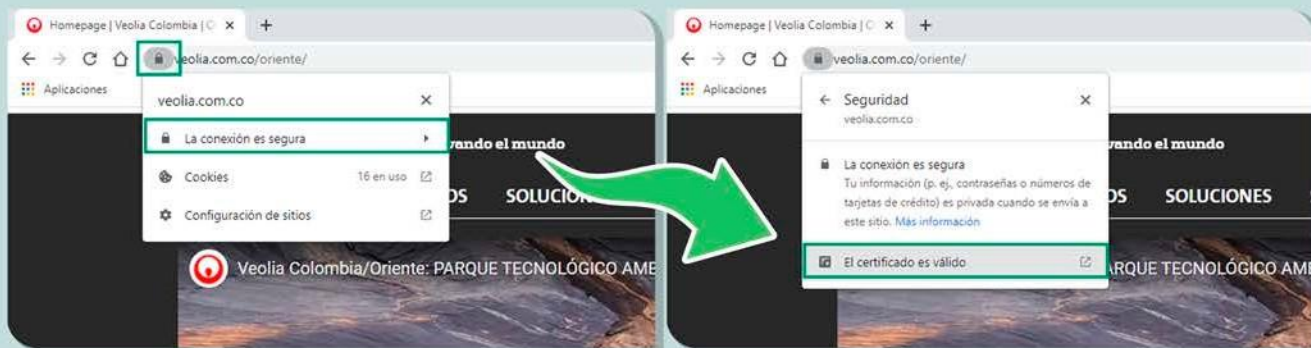 Homepage | Veolia Colombia | C
veolia.com.co/oriente/
Aplicaciones
veolia.com.co
La conexión es segura
Cookies
16 en uso
Configuración de sitios
vando el mundo
OS
SOLUCION
Veolia Colombia/Oriente: PARQUE TECNOLÓGICO AME
Homepage | Veolia Colombia | C
veolia.com.co/oriente/
Aplicaciones
Seguridad
veolia.com.co
La conexión es segura
Tu información (p. ej., contraseñas o números de
tarjetas de crédito) es privada cuando se envía a
este sitio. Más información
El certificado es válido
vando el mundo
OS
SOLUCIONES
ARQUE TECNOLÓGICO AME